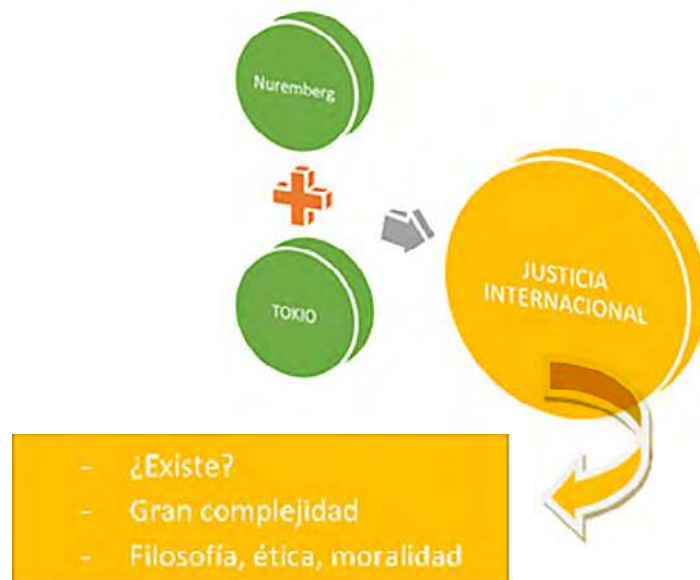 Nuremberg
TOKIO
JUSTICIA
INTERNACIONAL
- ¿Existe?
- Gran complejidad
- Filosofía, ética, moralidad